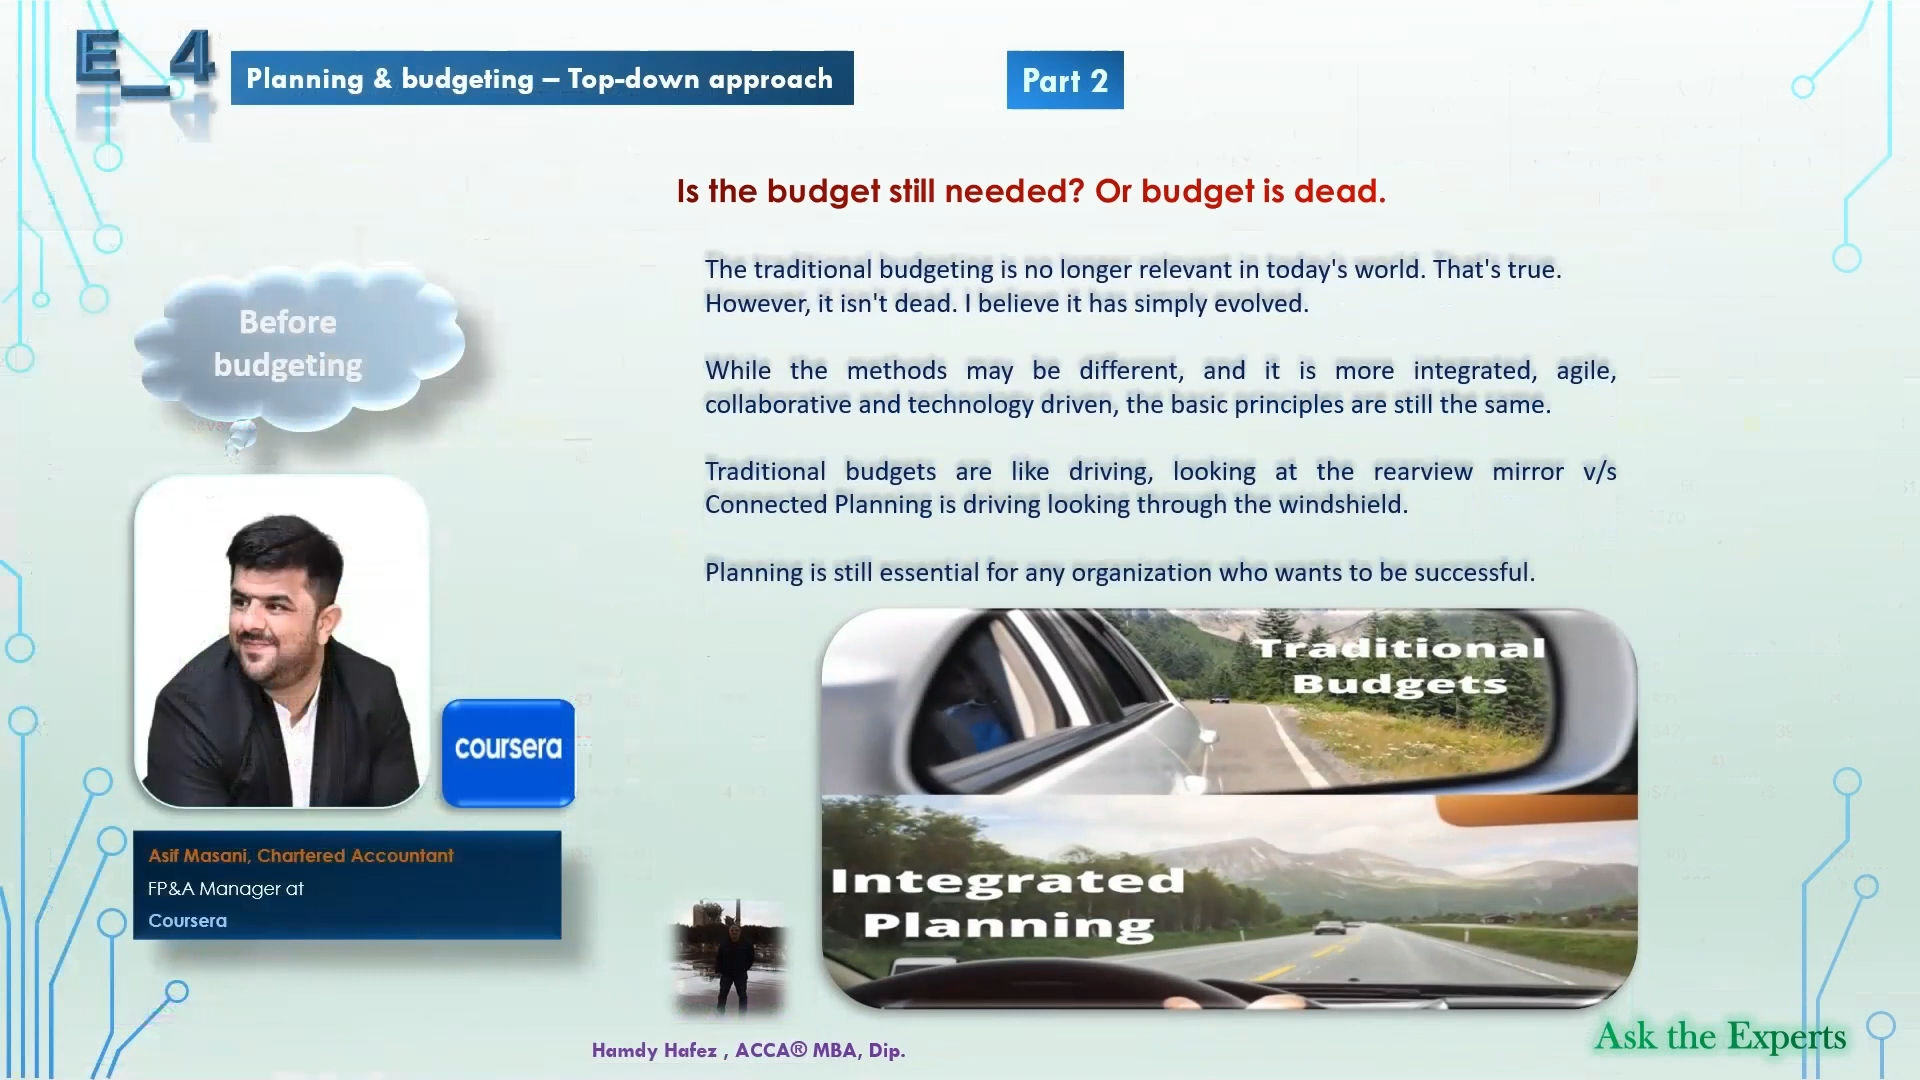 E_4
Planning & budgeting – Top-down approach
Part 2
Is the budget still needed? Or budget is dead.
The traditional budgeting is no longer relevant in today's world. That's true.
However, it isn't dead. I believe it has simply evolved.
While the methods may be different, and it is more integrated, agile,
collaborative and technology driven, the basic principles are still the same.
Traditional budgets are like driving, looking at the rearview mirror v/s
Connected Planning is driving looking through the windshield.
Planning is still essential for any organization who wants to be successful.
Before
budgeting
coursera
Asif Masani, Chartered Accountant
FP&A Manager at
Coursera
Traditional
Budgets
Integrated
Planning
Hamdy Hafez , ACCA® MBA, Dip.
Ask the Experts